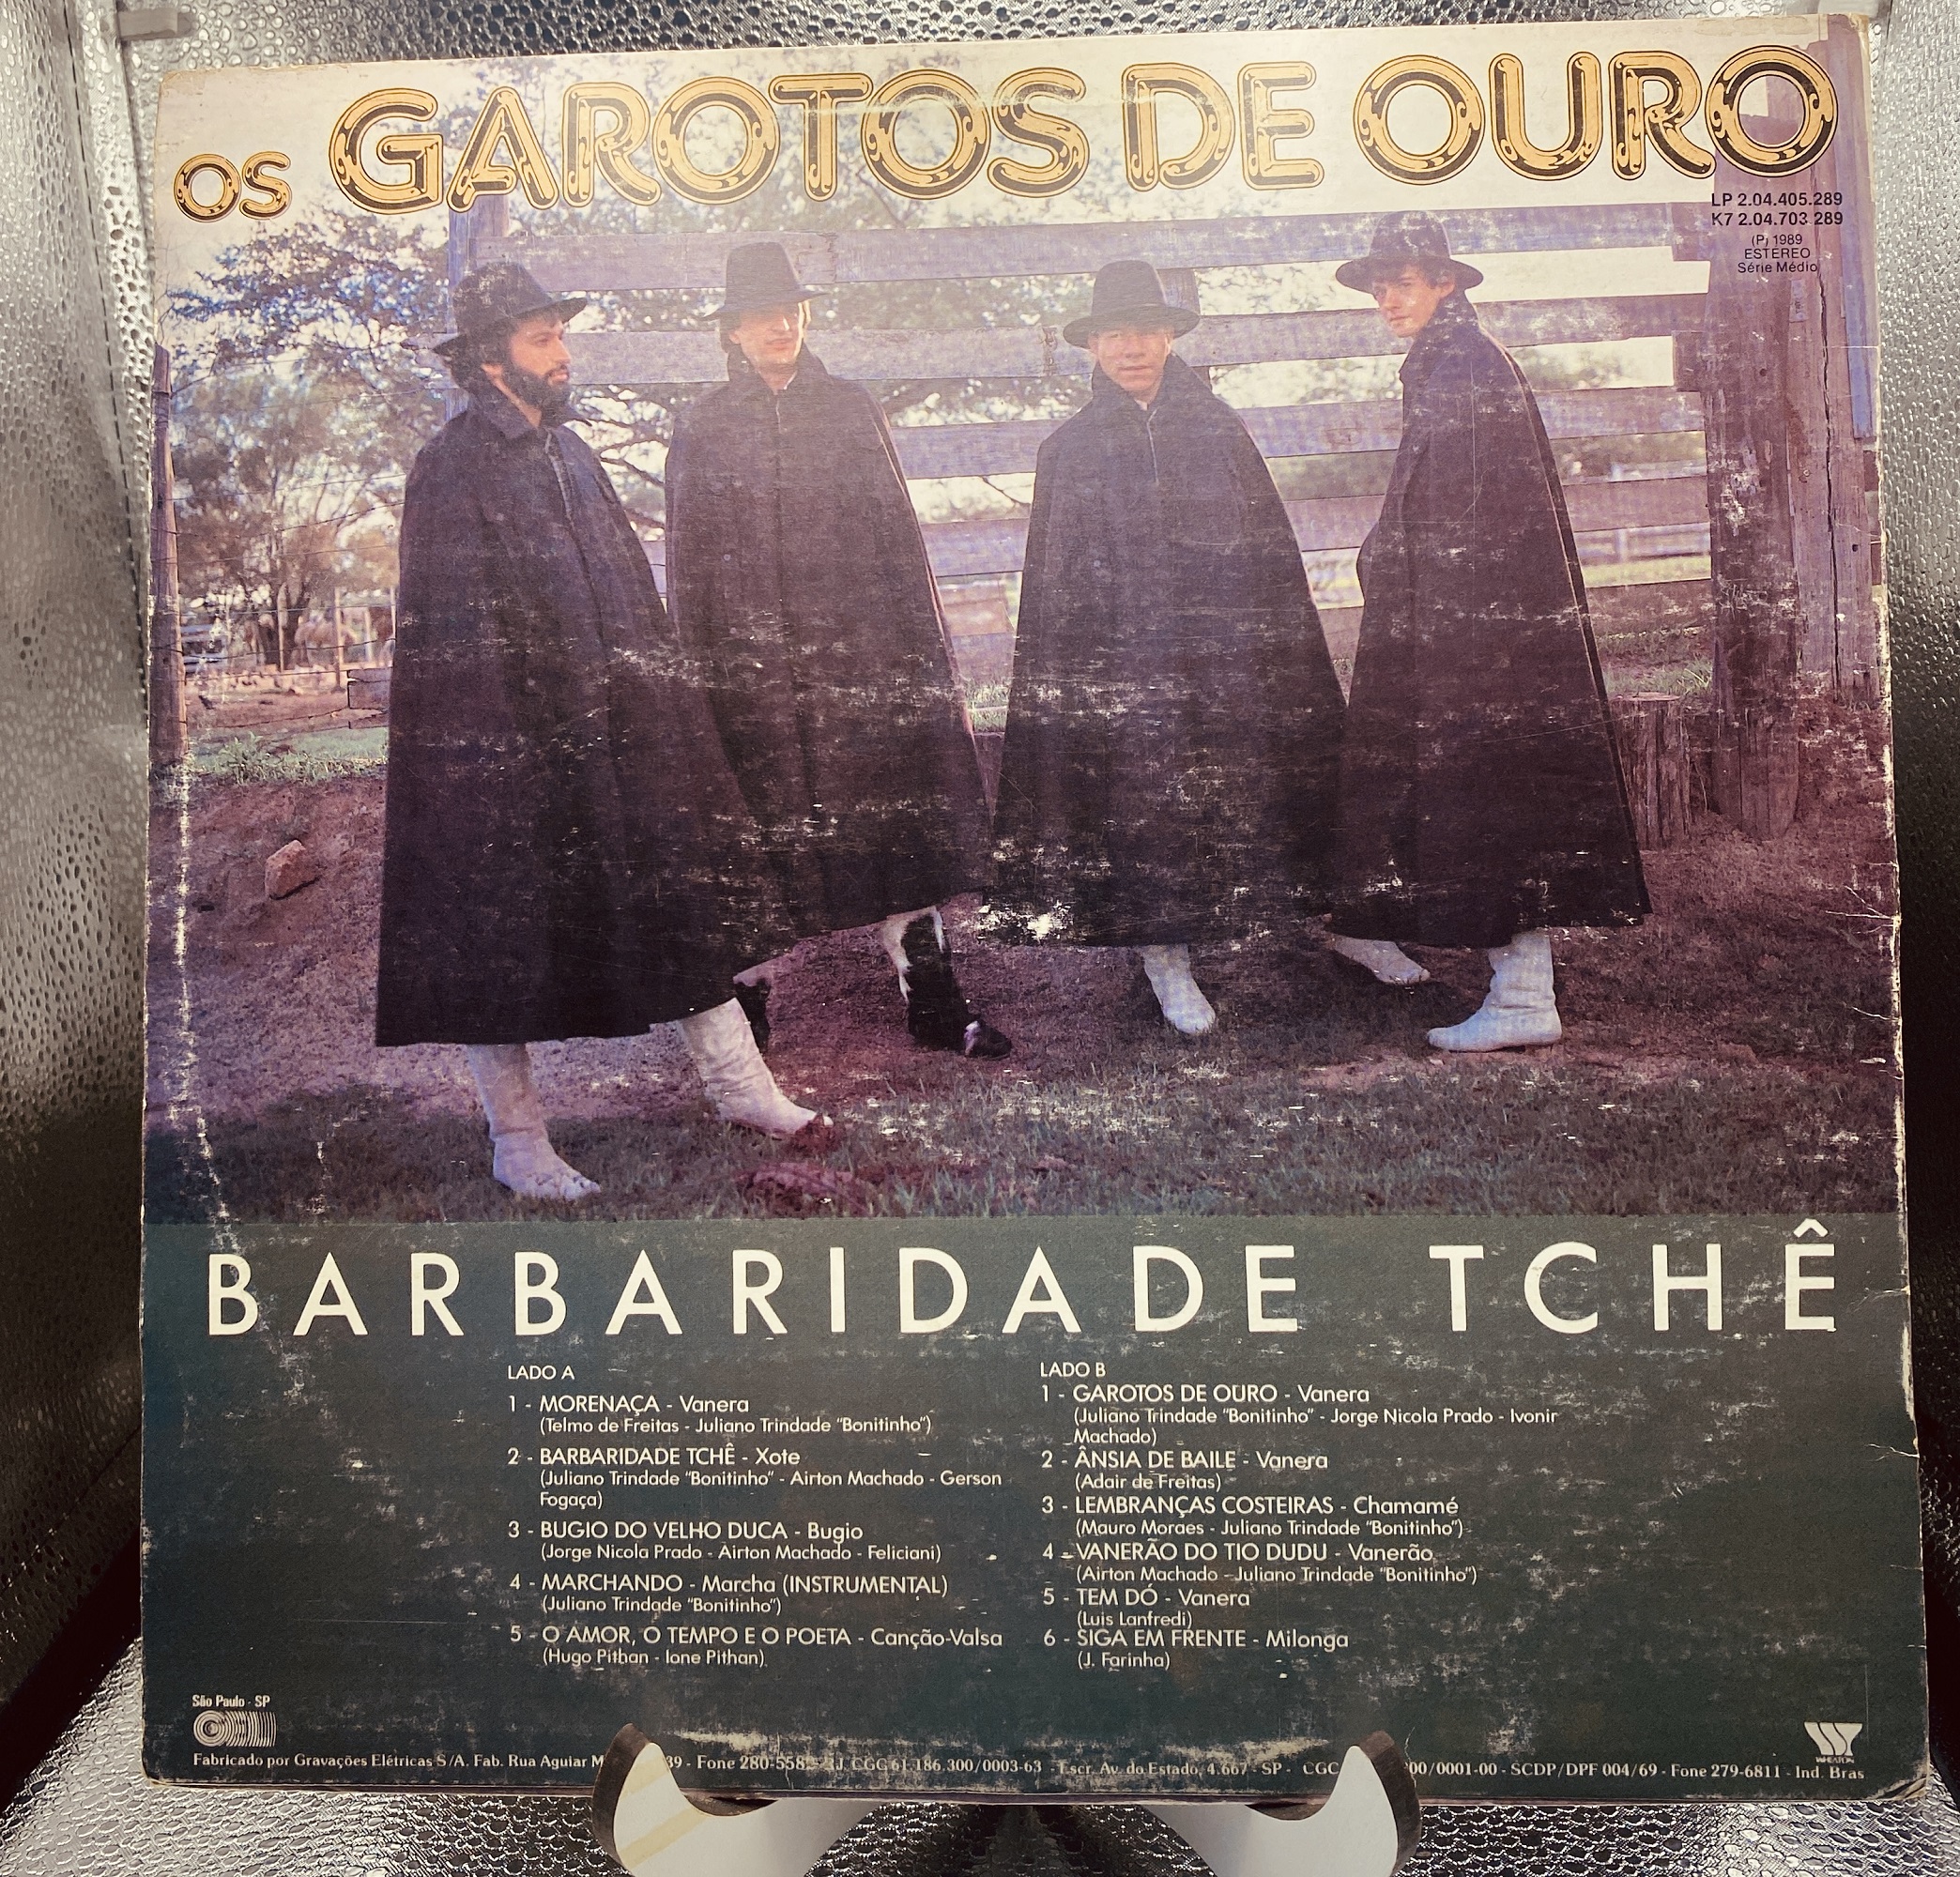 OS GAROTOS DE OURO
LP 2.04.405.289
K7 2.04.703.289
(P) 1989
ESTEREO
Série Médio
BARBARIDADE TCHÊ
LADO A
1 - MORENAÇA - Vanera
(Telmo de Freitas - Juliano Trindade "Bonitinho")
2 - BARBARIDADE TCHÊ - Xote
(Juliano Trindade "Bonitinho" - Airton Machado - Gerson
Fogaça)
3 - BUGIO DO VELHO DUCA - Bugio
(Jorge Nicola Prado - Airton Machado - Feliciani)
4 - MARCHANDO - Marcha (INSTRUMENTAL)
(Juliano Trindade "Bonitinho")
5 - O AMOR, O TEMPO E O POETA - Canção-Valsa
(Hugo Pithan - Ione Pithan)
LADO B
1 - GAROTOS DE OURO - Vanera
(Juliano Trindade "Bonitinho" - Jorge Nicola Prado - Ivonir
Machado)
2 - ÂNSIA DE BAILE - Vanera
(Adair de Freitas)
3 - LEMBRANÇAS COSTEIRAS - Chamamé
(Mauro Moraes - Juliano Trindade "Bonitinho")
4 - VANERÃO DO TIO DUDU - Vanerão
(Airton Machado - Juliano Trindade "Bonitinho")
5 - TEM DÓ - Vanera
(Luis Lanfredi)
6 - SIGA EM FRENTE - Milonga
(J. Farinha)
São Paulo - SP
WHEATON
Fabricado por Gravações Elétricas S/A. Fab. Rua Aguiar - Fone CGC 61.186.300/0003-63 - Escr. Av. do Estado, 4.667 - SP - CGC 00/0001-00 - SCDP/DPF 004/69 - Fone 279-6811 - Ind. Bras